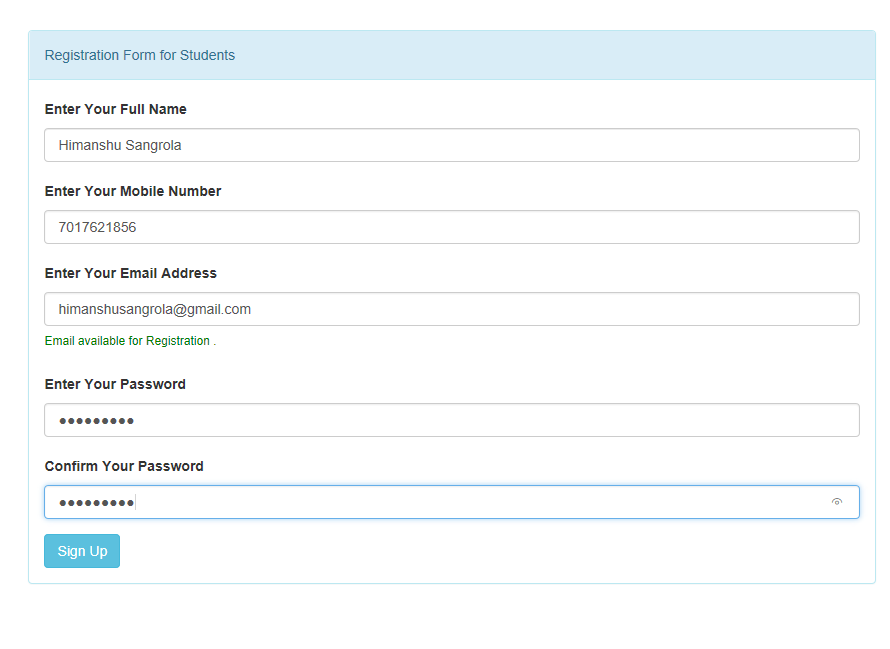 Registration Form for Students
Enter Your Full Name
Himanshu Sangrola
Enter Your Mobile Number
7017621856
Enter Your Email Address
himanshusangrola@gmail.com
Email available for Registration .
Enter Your Password
●●●●●●●●●
Confirm Your Password
●●●●●●●●●
Sign Up